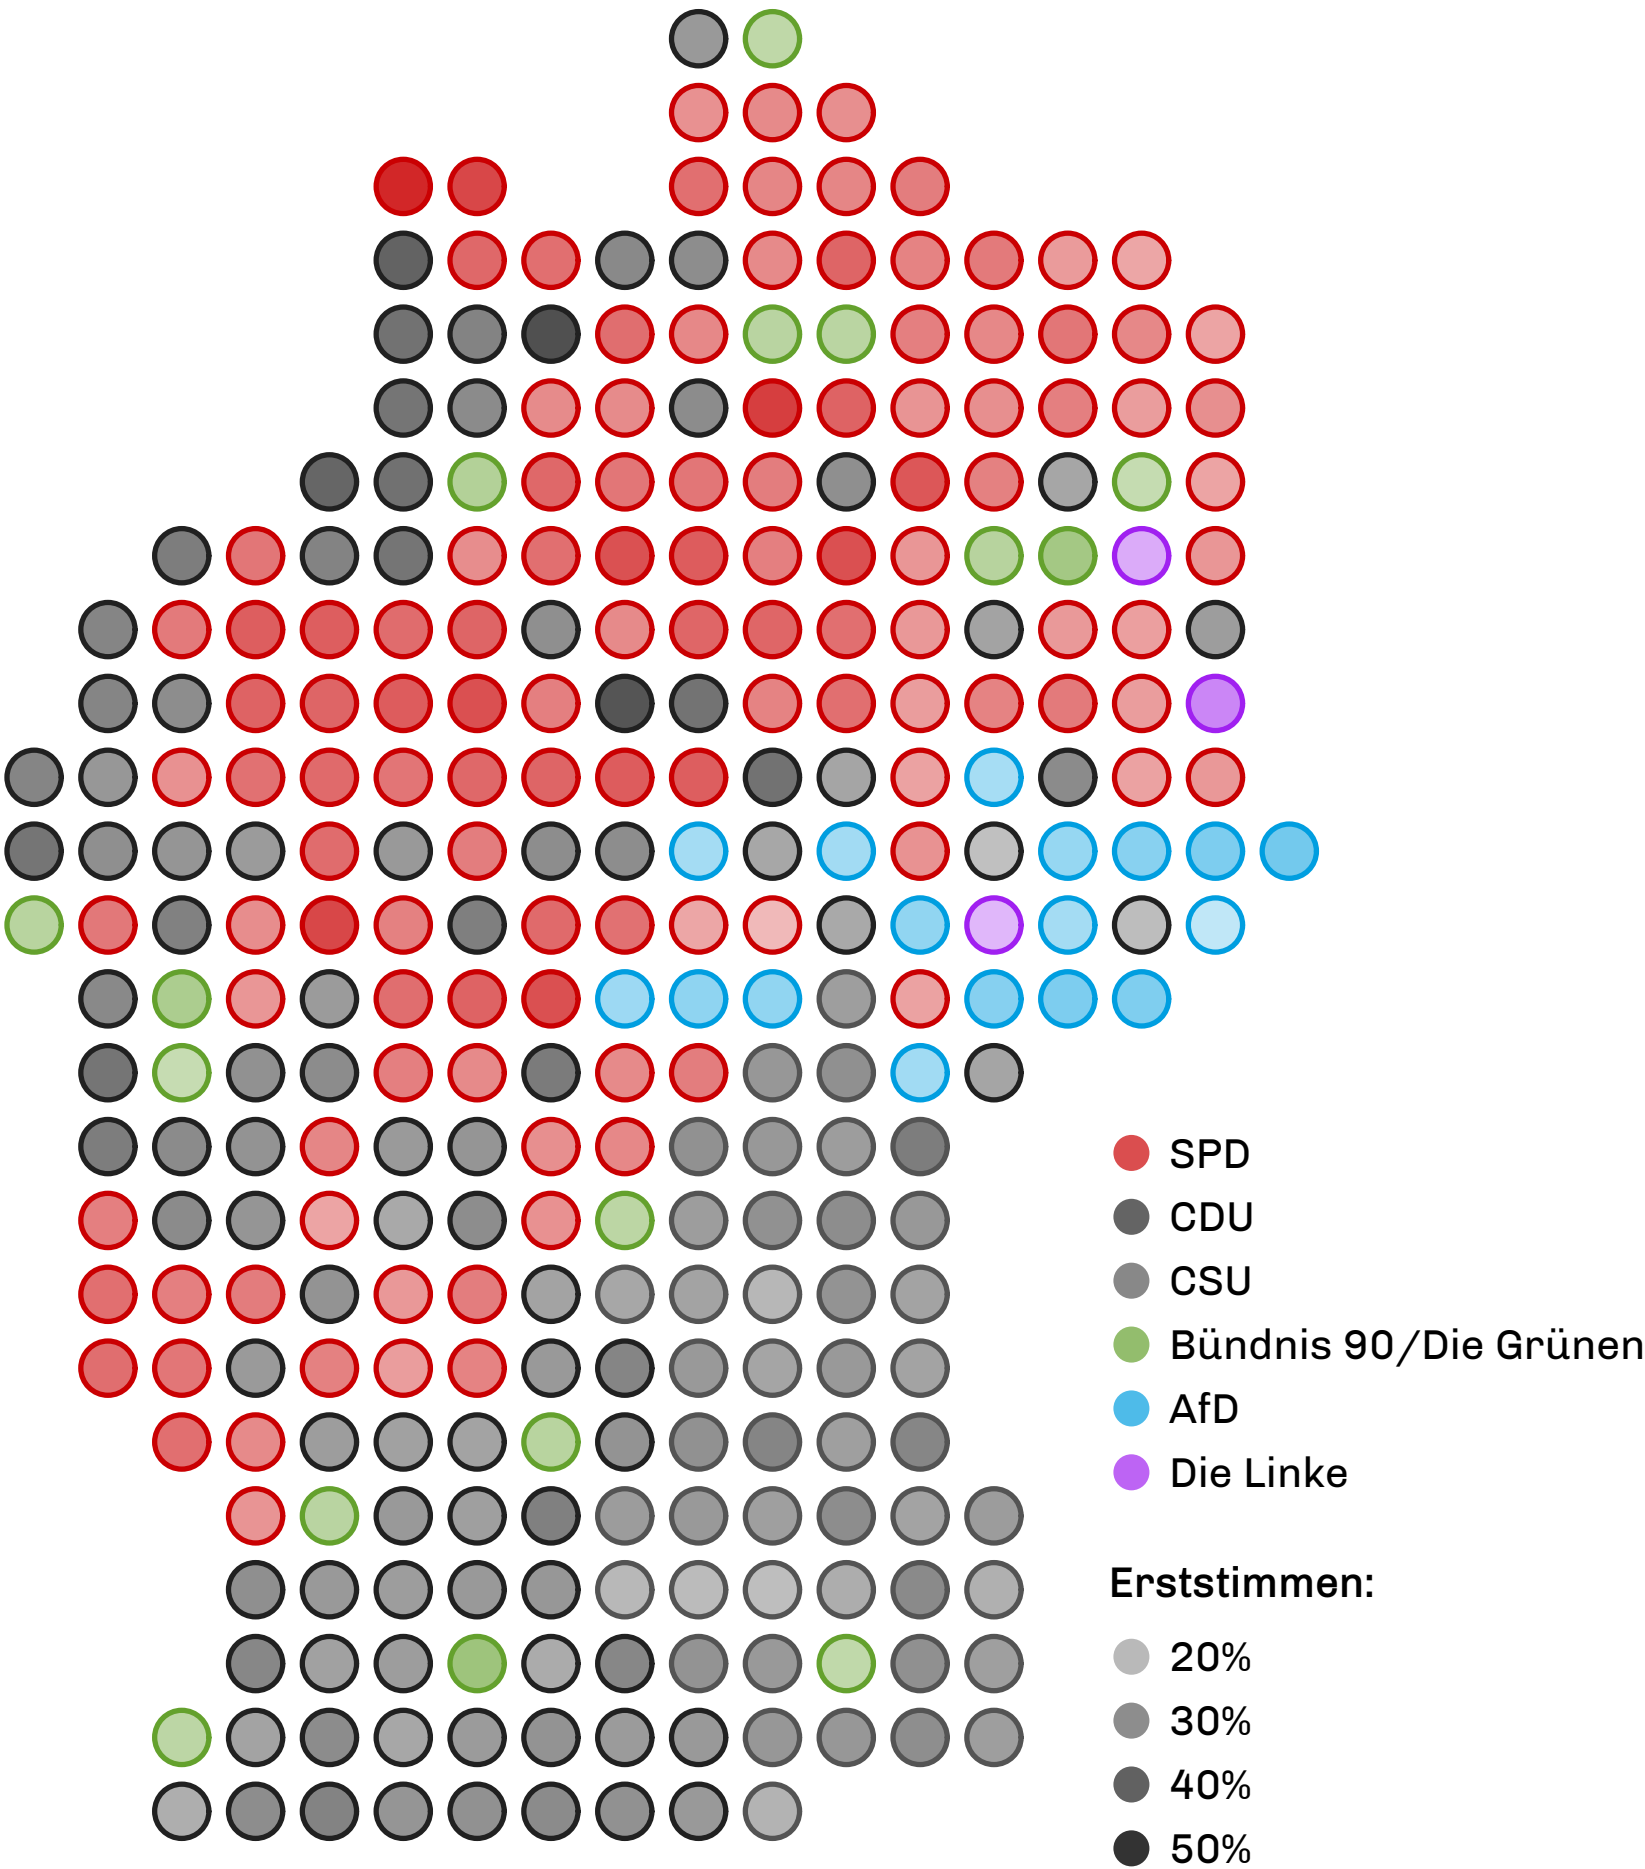 SPD
CDU
CSU
Bündnis 90/Die Grünen
AfD
Die Linke
Erststimmen:
20%
30%
40%
50%